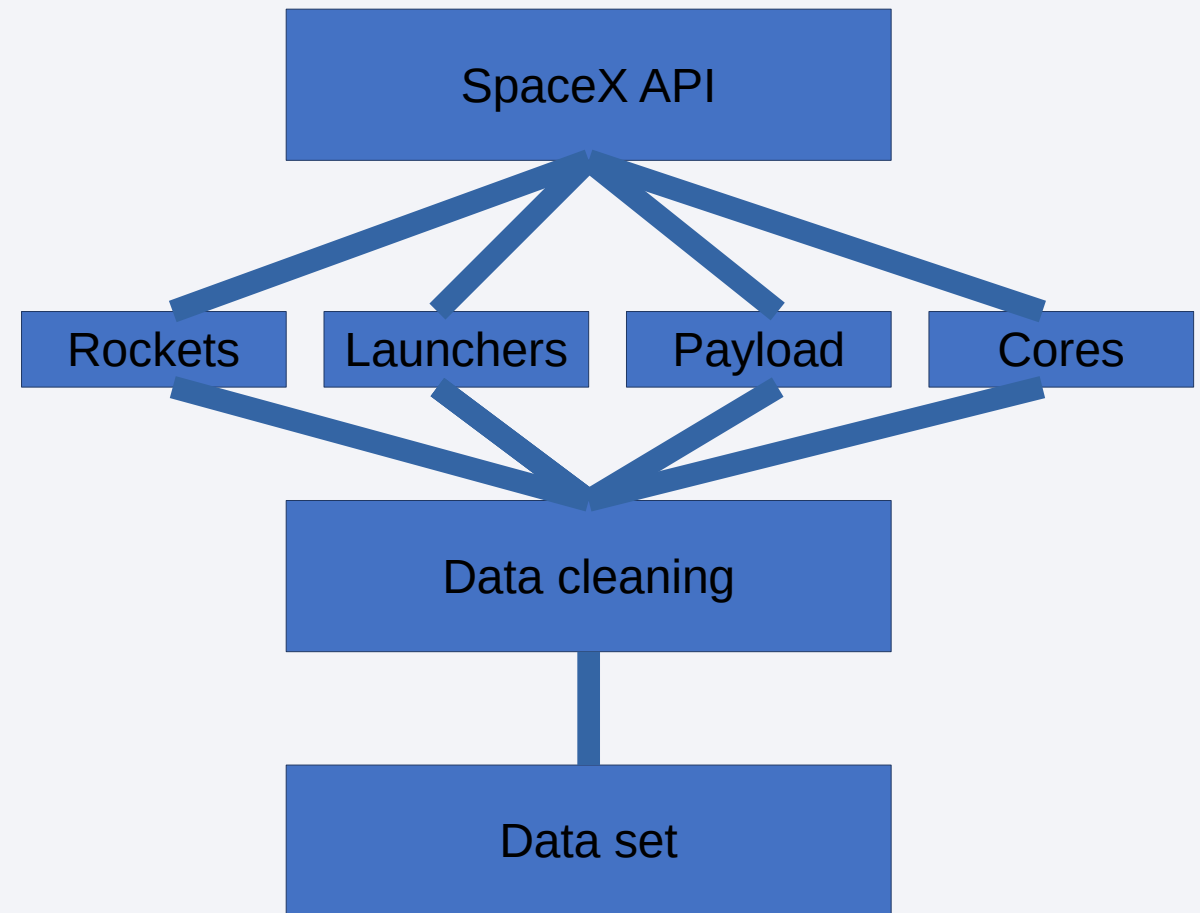 SpaceX API
Rockets
Launchers
Payload
Cores
Data cleaning
Data set